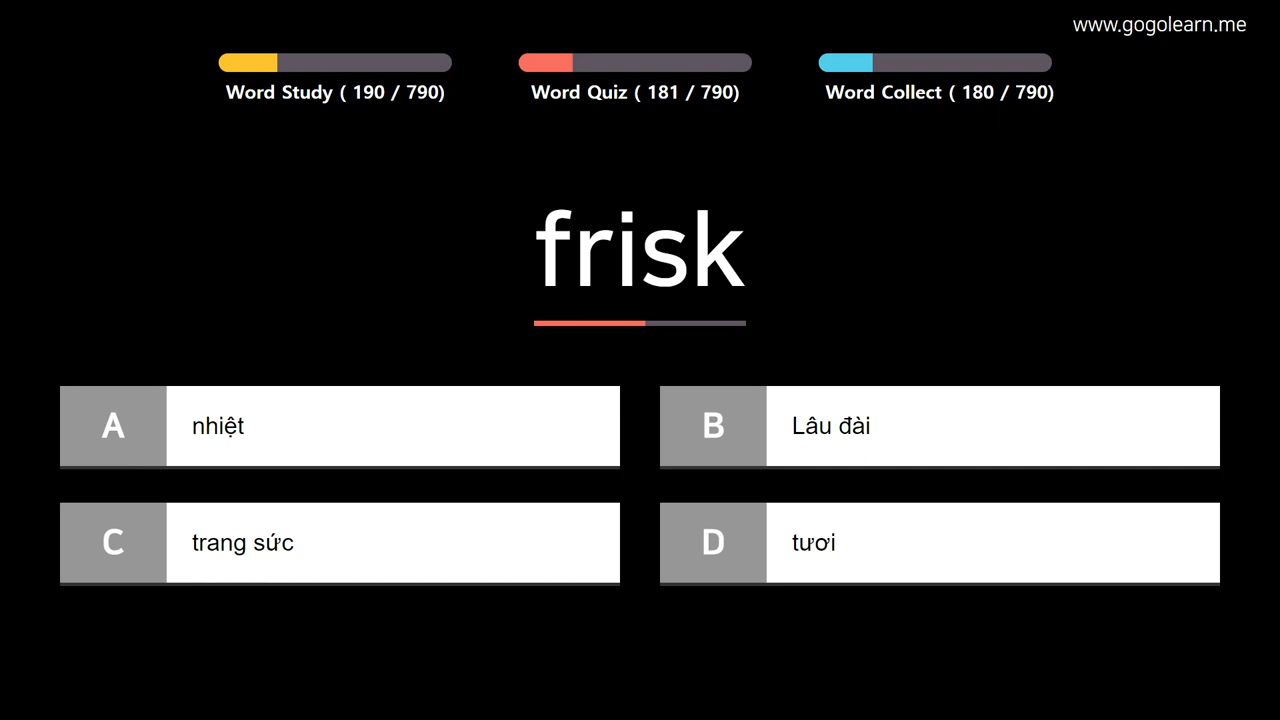 www.gogolearn.me
Word Study ( 190 / 790)
Word Quiz ( 181 / 790)
Word Collect ( 180 / 790)
frisk
A nhiệt
B Lâu đài
C trang sức
D tươi